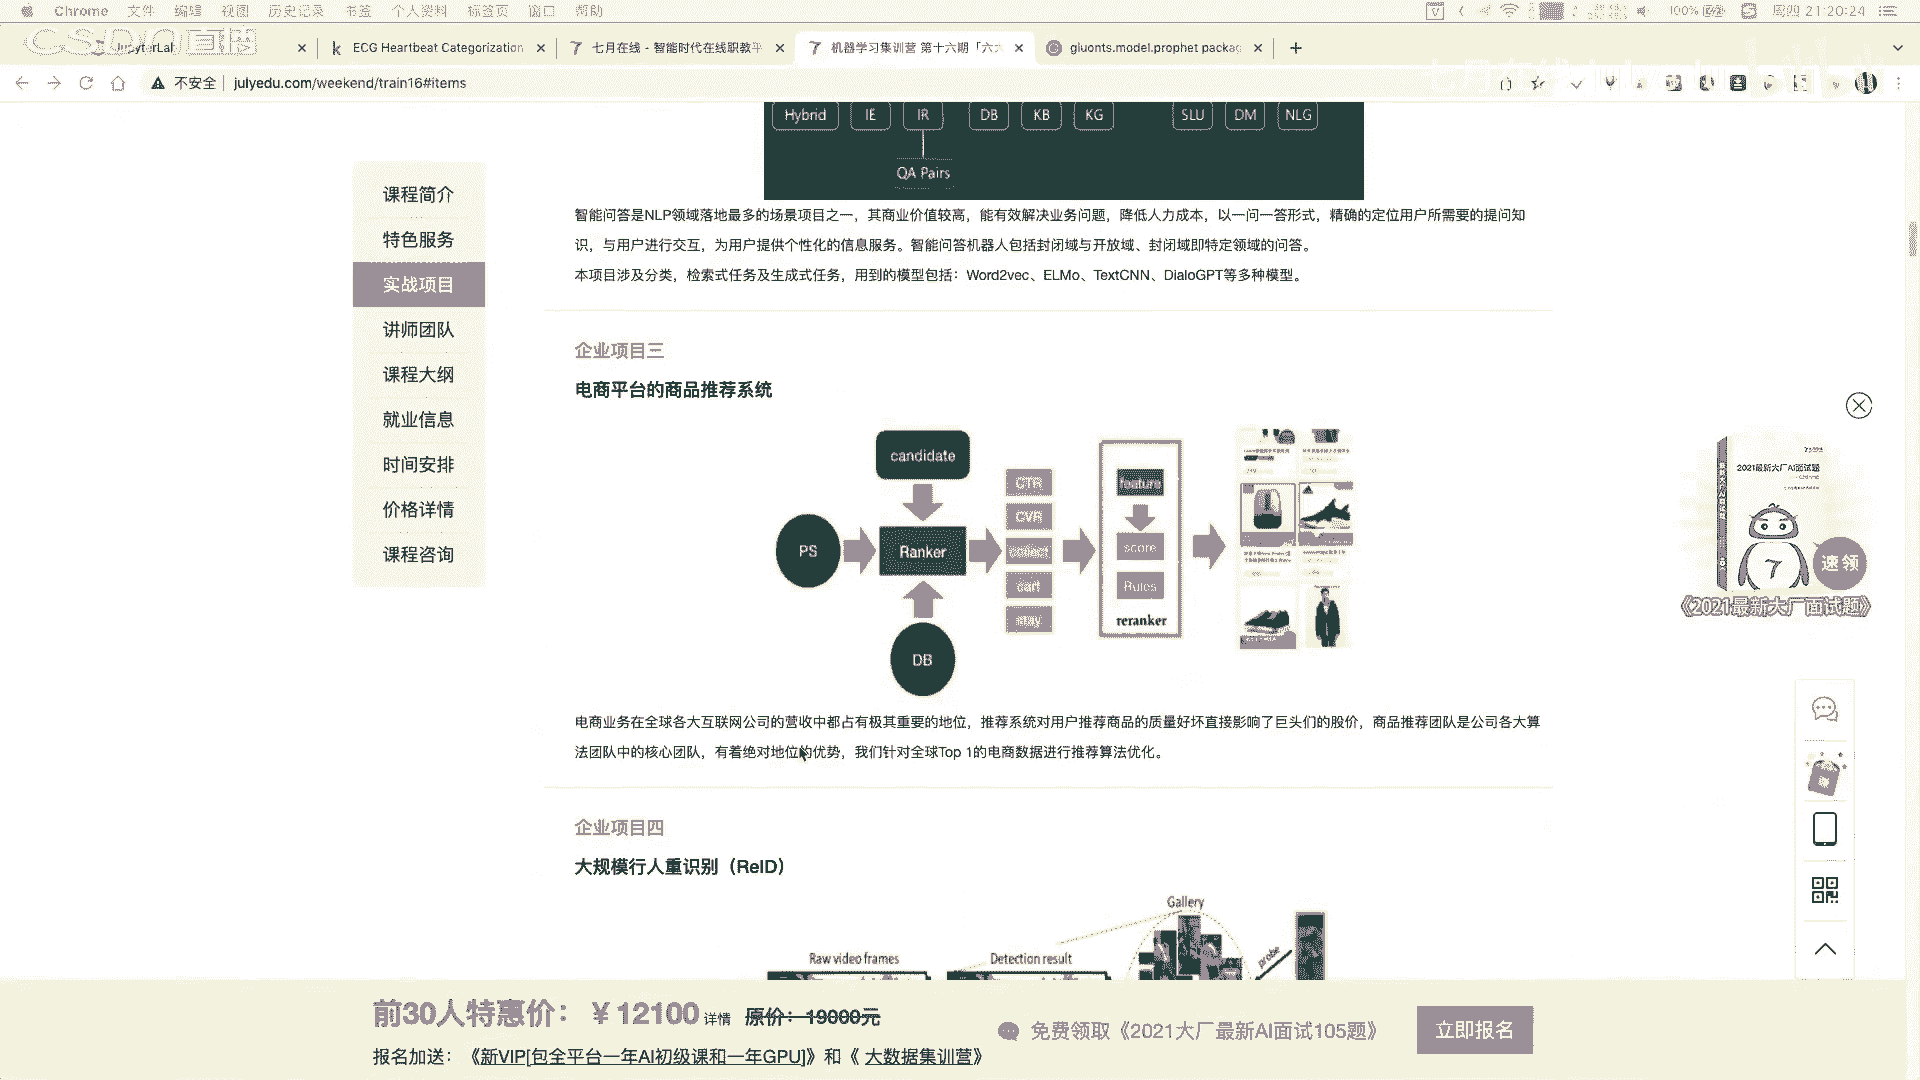 Chrome 文件 编辑 视图 历史记录 书签 个人资料 标签页 窗口 帮助 100% 周四 21:20:24
CSDN直播
JupyterLab ECG Heartbeat Categorization 七月在线 - 智能时代在线职教平 机器学习集训营 第十六期「六大 gluonts.model.prophet packag
不安全 julyedu.com/weekend/train16#items
Hybrid IE IR DB KB KG SLU DM NLG
QA Pairs
课程简介
特色服务
实战项目
讲师团队
课程大纲
就业信息
时间安排
价格详情
课程咨询
智能问答是NLP领域落地最多的场景项目之一，其商业价值较高，能有效解决业务问题，降低人力成本，以一问一答形式，精确的定位用户所需要的提问知
识，与用户进行交互，为用户提供个性化的信息服务。智能问答机器人包括封闭域与开放域、封闭域即特定领域的问答。
本项目涉及分类，检索式任务及生成式任务，用到的模型包括：Word2vec、ELMo、TextCNN、DialoGPT等多种模型。
企业项目三
电商平台的商品推荐系统
candidate
PS
Ranker
DB
CTR
CVR
collect
cart
stay
feature
score
Rules
reranker
电商业务在全球各大互联网公司的营收中都占有极其重要的地位，推荐系统对用户推荐商品的质量好坏直接影响了巨头们的股价，商品推荐团队是公司各大算
法团队中的核心团队，有着绝对地位的优势，我们针对全球Top 1的电商数据进行推荐算法优化。
企业项目四
大规模行人重识别（ReID）
Gallery
Raw video frames
Detection result
probe
2021最新大厂AI面试题
速领
《2021最新大厂面试题》
前30人特惠价：￥12100 详情 原价：19000元
报名加送：《新VIP[包全平台一年AI初级课和一年GPU]》和《 大数据集训营》
免费领取《2021大厂最新AI面试105题》
立即报名